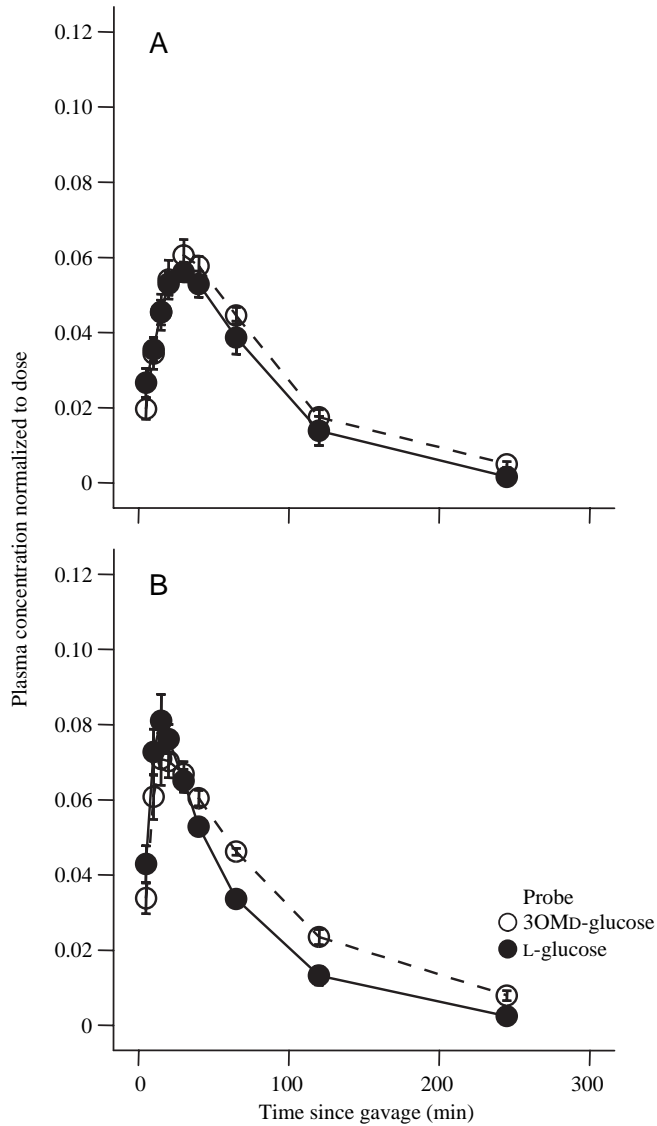 Plasma concentration normalized to dose
A
0.12
0.10
0.08
0.06
0.04
0.02
0
B
0.12
0.10
0.08
0.06
0.04
0.02
0
Probe
3OMD-glucose
L-glucose
0 100 200 300
Time since gavage (min)